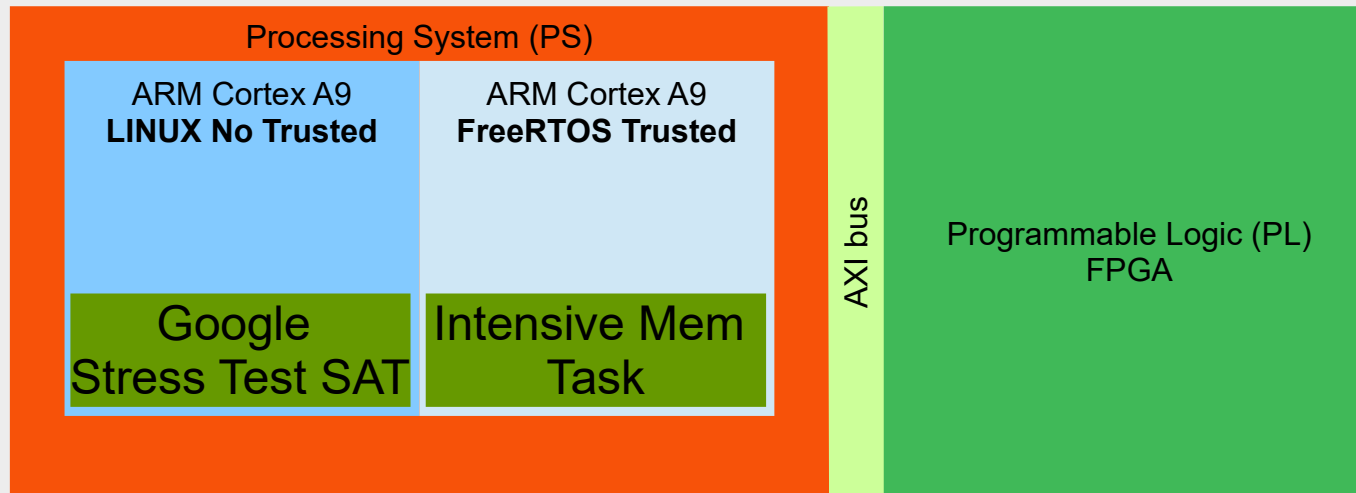 Processing System (PS)
ARM Cortex A9
LINUX No Trusted
ARM Cortex A9
FreeRTOS Trusted
Google
Stress Test SAT
Intensive Mem
Task
AXI bus
Programmable Logic (PL)
FPGA